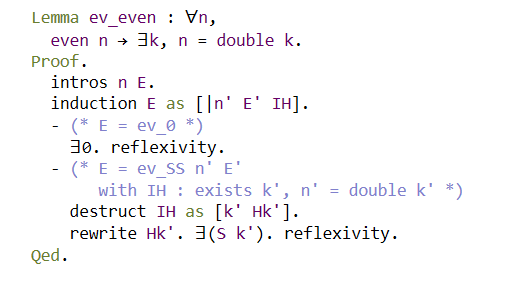 Lemma ev_even : ∀n,
even n → ∃k, n = double k.
Proof.
intros n E.
induction E as [|n' E' IH].
- (* E = ev_0 *)
∃0. reflexivity.
- (* E = ev_SS n' E'
with IH : exists k', n' = double k' *)
destruct IH as [k' Hk'].
rewrite Hk'. ∃(S k'). reflexivity.
Qed.